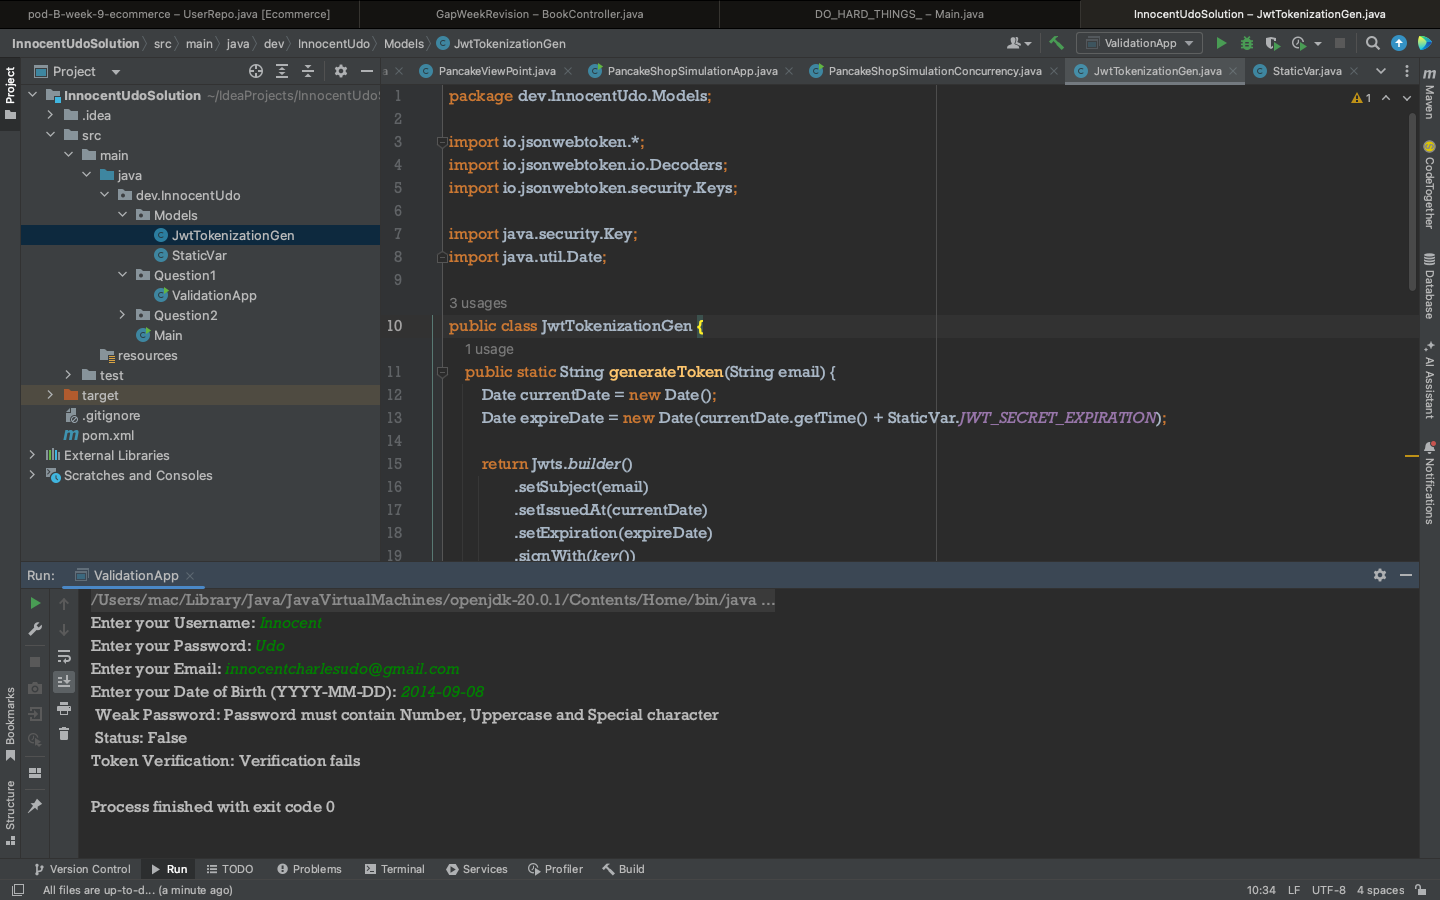 pod-B-week-9-ecommerce – UserRepo.java [Ecommerce]
GapWeekRevision – BookController.java
DO_HARD_THINGS_ – Main.java
InnocentUdoSolution – JwtTokenizationGen.java
InnocentUdoSolution
src
main
java
dev
InnocentUdo
Models
JwtTokenizationGen
ValidationApp
Project
a
PancakeViewPoint.java
PancakeShopSimulationApp.java
PancakeShopSimulationConcurrency.java
JwtTokenizationGen.java
StaticVar.java
Project
InnocentUdoSolution ~/IdeaProjects/InnocentUdoS
.idea
src
main
java
dev.InnocentUdo
Models
JwtTokenizationGen
StaticVar
Question1
ValidationApp
Question2
Main
resources
test
target
.gitignore
pom.xml
External Libraries
Scratches and Consoles
1 package dev.InnocentUdo.Models;
2
3 import io.jsonwebtoken.*;
4 import io.jsonwebtoken.io.Decoders;
5 import io.jsonwebtoken.security.Keys;
6
7 import java.security.Key;
8 import java.util.Date;
9
3 usages
10 public class JwtTokenizationGen {
1 usage
11 public static String generateToken(String email) {
12 Date currentDate = new Date();
13 Date expireDate = new Date(currentDate.getTime() + StaticVar.JWT_SECRET_EXPIRATION);
14
15 return Jwts.builder()
16 .setSubject(email)
17 .setIssuedAt(currentDate)
18 .setExpiration(expireDate)
19 .signWith(key())
1
Maven
CodeTogether
Database
AI Assistant
Notifications
Run:
ValidationApp
/Users/mac/Library/Java/JavaVirtualMachines/openjdk-20.0.1/Contents/Home/bin/java ...
Enter your Username: Innocent
Enter your Password: Udo
Enter your Email: innocentcharlesudo@gmail.com
Enter your Date of Birth (YYYY-MM-DD): 2014-09-08
Weak Password: Password must contain Number, Uppercase and Special character
Status: False
Token Verification: Verification fails
Process finished with exit code 0
Bookmarks
Structure
Version Control
Run
TODO
Problems
Terminal
Services
Profiler
Build
All files are up-to-d... (a minute ago)
10:34
LF
UTF-8
4 spaces